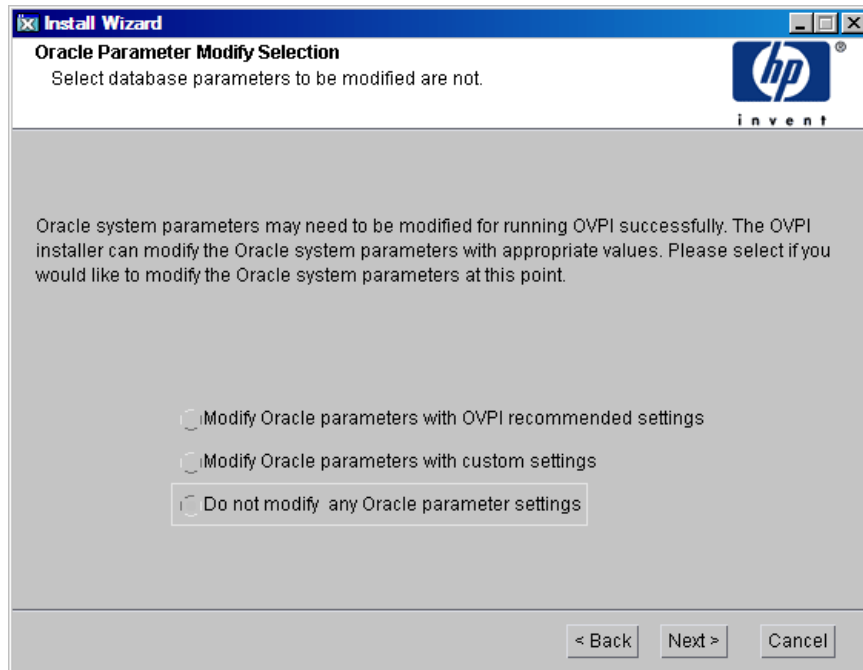 Install Wizard
Oracle Parameter Modify Selection
Select database parameters to be modified are not.
hp
®
invent
Oracle system parameters may need to be modified for running OVPI successfully. The OVPI
installer can modify the Oracle system parameters with appropriate values. Please select if you
would like to modify the Oracle system parameters at this point.
Modify Oracle parameters with OVPI recommended settings
Modify Oracle parameters with custom settings
Do not modify any Oracle parameter settings
< Back Next > Cancel